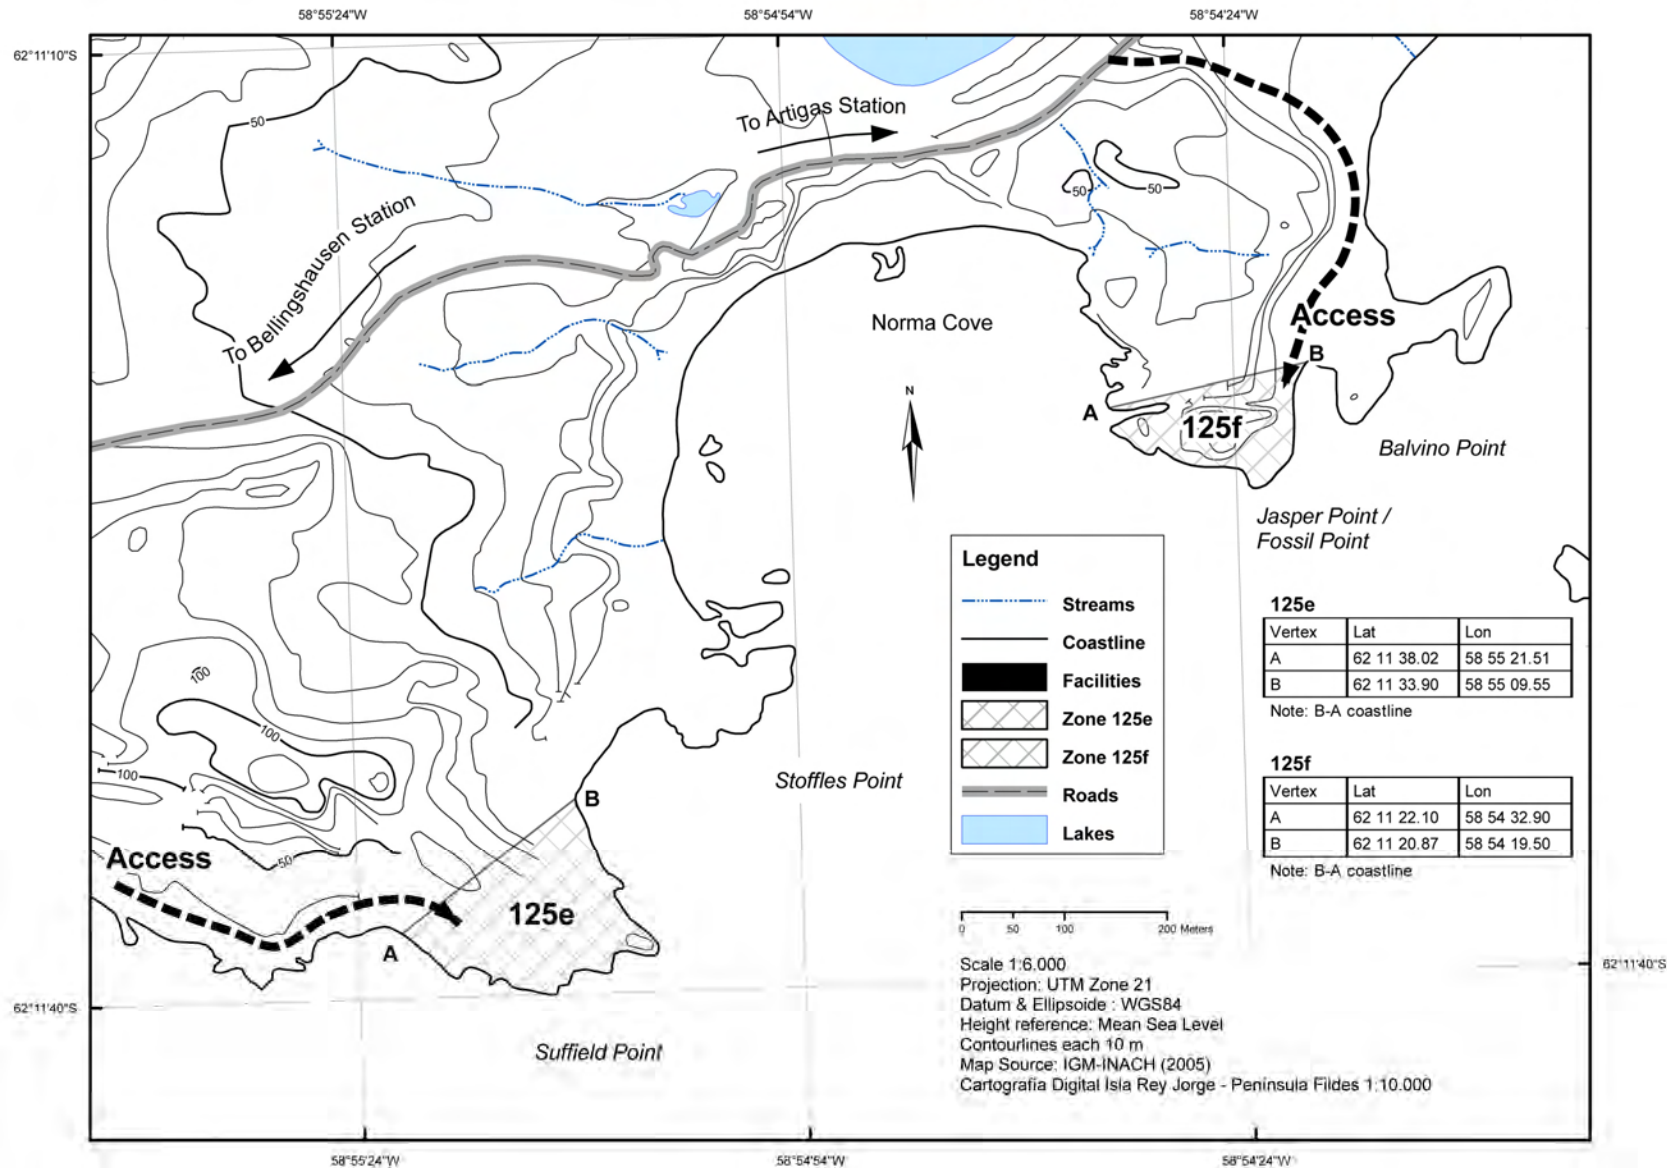 58°55'24"W
58°54'54"W
58°54'24"W
62°11'10"S
50
To Artigas Station
To Bellingshausen Station
50
50
Norma Cove
N
Access
B
A
125f
Balvino Point
Jasper Point /
Fossil Point
Legend
Streams
Coastline
Facilities
Zone 125e
Zone 125f
Roads
Lakes
125e
Vertex Lat Lon
A 62 11 38.02 58 55 21.51
B 62 11 33.90 58 55 09.55
Note: B-A coastline
125f
Vertex Lat Lon
A 62 11 22.10 58 54 32.90
B 62 11 20.87 58 54 19.50
Note: B-A coastline
100
100
100
Stoffles Point
B
50
Access
125e
A
0 50 100 200 Meters
Scale 1:6.000
Projection: UTM Zone 21
Datum & Ellipsoide : WGS84
Height reference: Mean Sea Level
Contourlines each 10 m
Map Source: IGM-INACH (2005)
Cartografía Digital Isla Rey Jorge - Península Fildes 1:10.000
62°11'40"S
62°11'40"S
Suffield Point
58°55'24"W
58°54'54"W
58°54'24"W